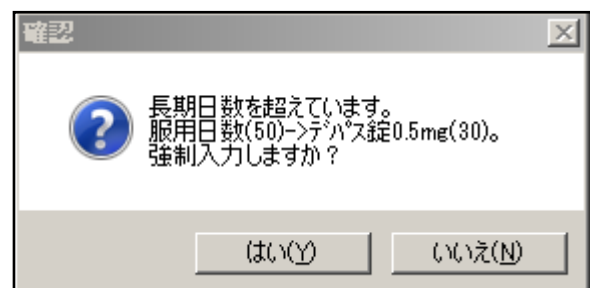 確認
長期日数を超えています。
服用日数(50)->ﾃﾞﾊﾟｽ錠0.5mg(30)。
強制入力しますか？
はい(Y)
いいえ(N)